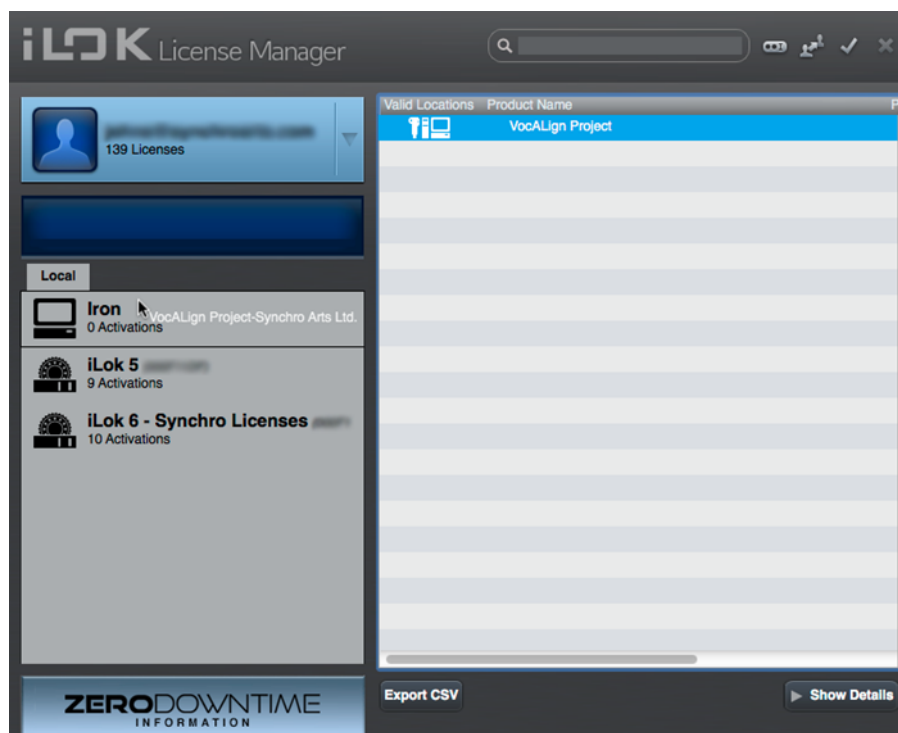 iLOK License Manager
139 Licenses
Local
Iron
0 Activations
VocALign Project-Synchro Arts Ltd.
iLok 5
9 Activations
iLok 6 - Synchro Licenses
10 Activations
ZERODOWNTIME
INFORMATION
Valid Locations Product Name P
VocALign Project
Export CSV
Show Details